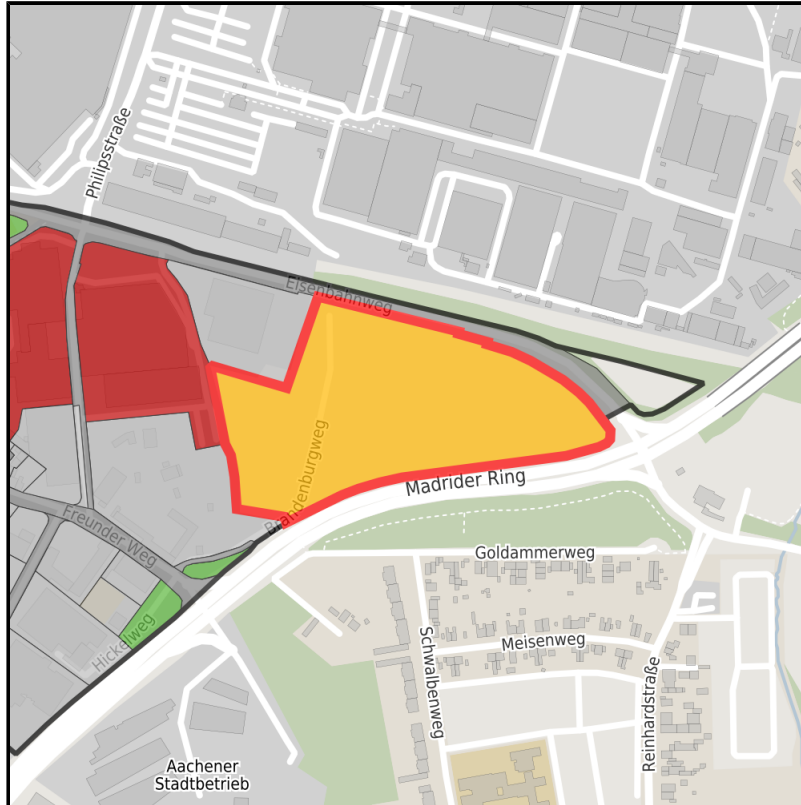 Philipsstraße
Eisenbahnweg
Brandenburgweg
Madrider Ring
Freunder Weg
Goldammerweg
Hickelweg
Schwalbenweg
Meisenweg
Reinhardstraße
Aachener
Stadtbetrieb